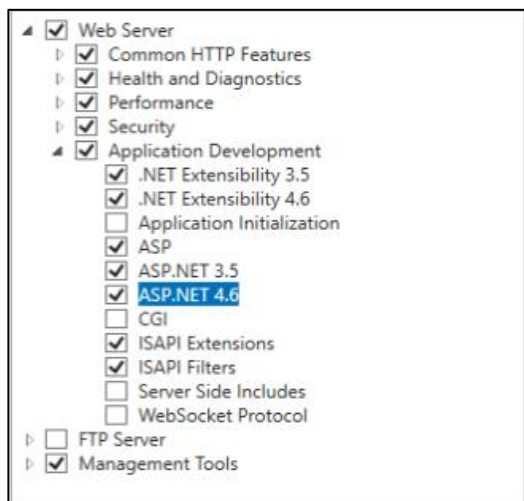 Web Server
Common HTTP Features
Health and Diagnostics
Performance
Security
Application Development
.NET Extensibility 3.5
.NET Extensibility 4.6
Application Initialization
ASP
ASP.NET 3.5
ASP.NET 4.6
CGI
ISAPI Extensions
ISAPI Filters
Server Side Includes
WebSocket Protocol
FTP Server
Management Tools